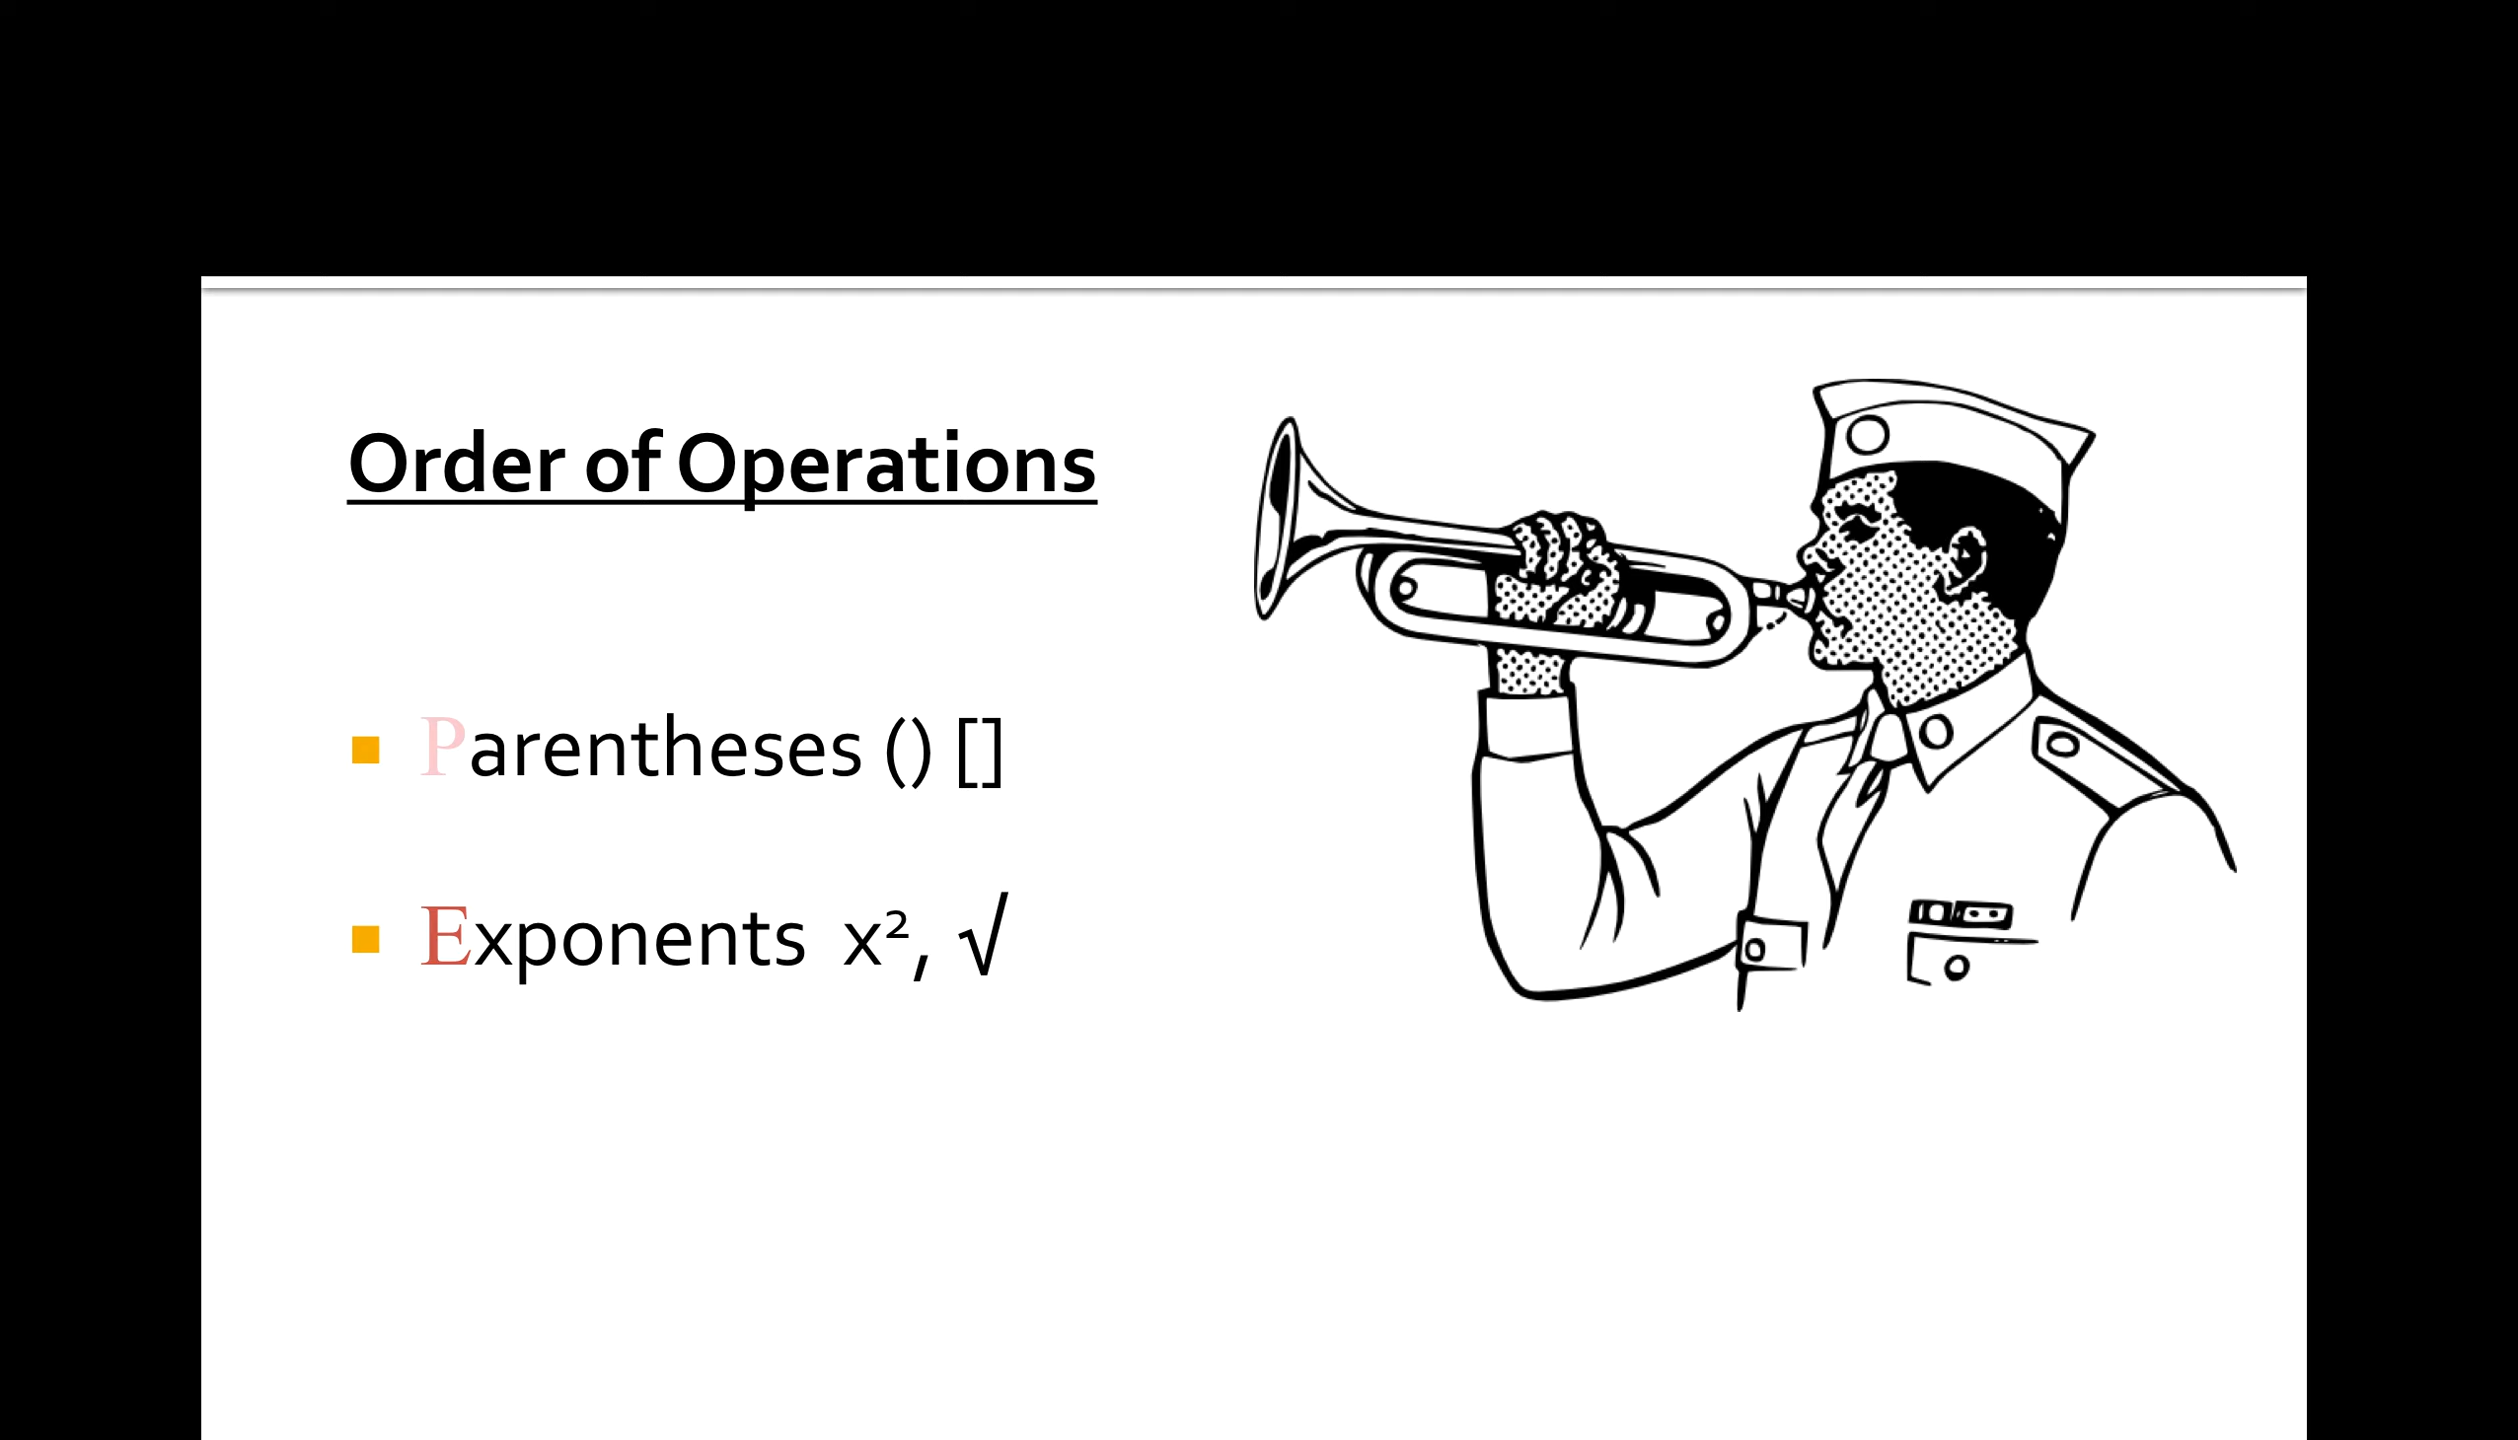 Order of Operations
Parentheses () []
Exponents x², √